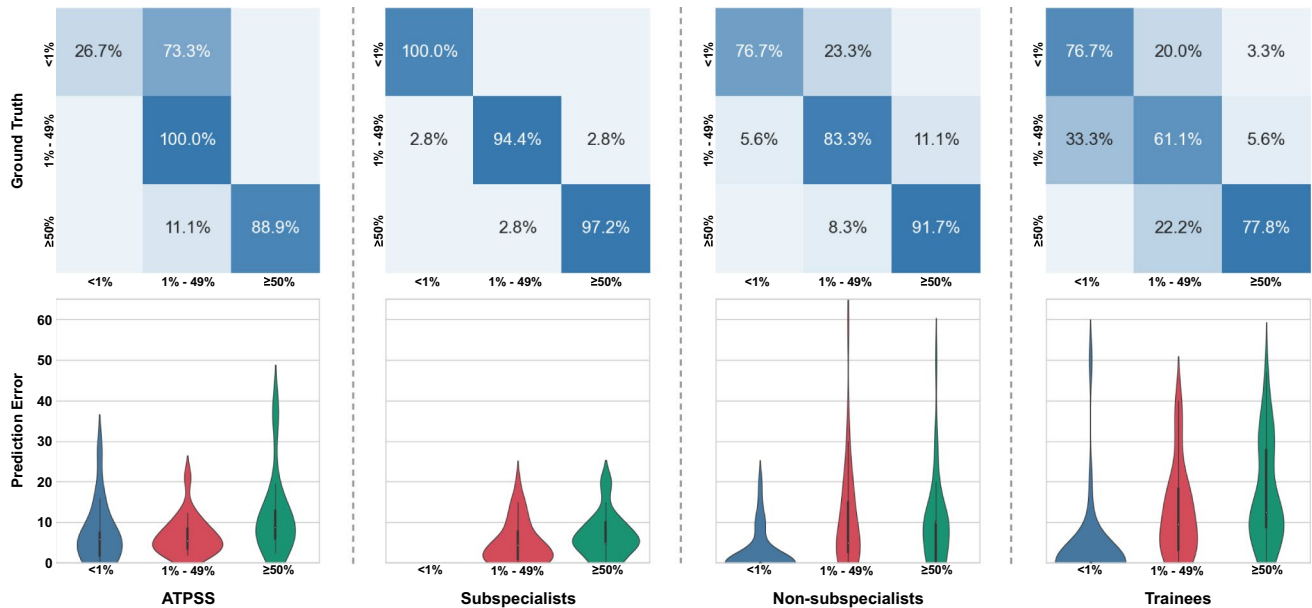 Ground Truth
<1%
26.7% 73.3%
1% - 49%
100.0%
≥50%
11.1% 88.9%
<1% 1% - 49% ≥50%
<1%
100.0%
1% - 49%
2.8% 94.4% 2.8%
≥50%
2.8% 97.2%
<1% 1% - 49% ≥50%
<1%
76.7% 23.3%
1% - 49%
5.6% 83.3% 11.1%
≥50%
8.3% 91.7%
<1% 1% - 49% ≥50%
<1%
76.7% 20.0% 3.3%
1% - 49%
33.3% 61.1% 5.6%
≥50%
22.2% 77.8%
<1% 1% - 49% ≥50%
Prediction Error
60
50
40
30
20
10
0
<1% 1% - 49% ≥50%
ATPSS
<1% 1% - 49% ≥50%
Subspecialists
<1% 1% - 49% ≥50%
Non-subspecialists
<1% 1% - 49% ≥50%
Trainees